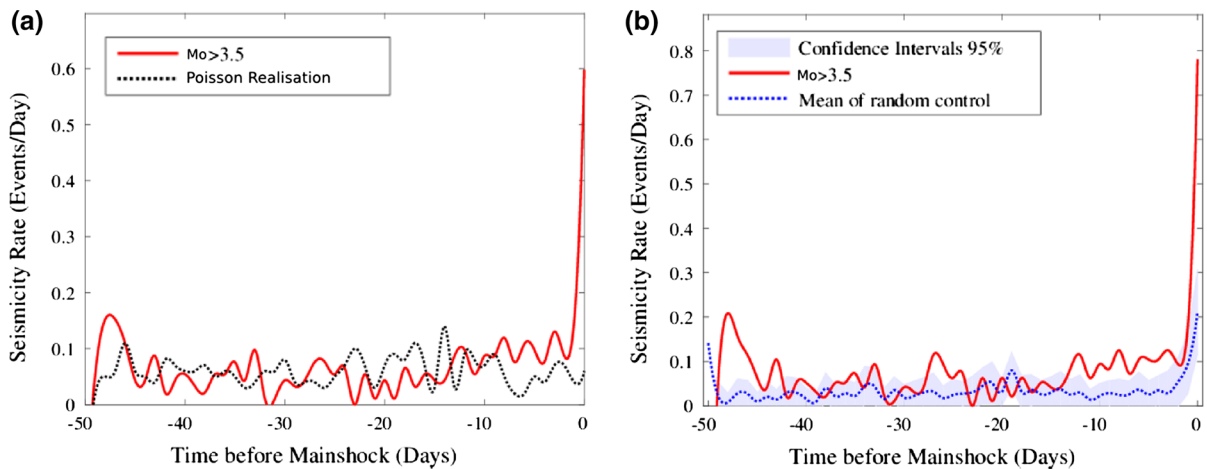 (a)
Mo>3.5
Poisson Realisation
Seismicity Rate (Events/Day)
0.6
0.5
0.4
0.3
0.2
0.1
0
-50
-40
-30
-20
-10
0
Time before Mainshock (Days)
(b)
Confidence Intervals 95%
Mo>3.5
Mean of random control
Seismicity Rate (Events/Day)
0.8
0.7
0.6
0.5
0.4
0.3
0.2
0.1
0
-50
-40
-30
-20
-10
0
Time before Mainshock (Days)